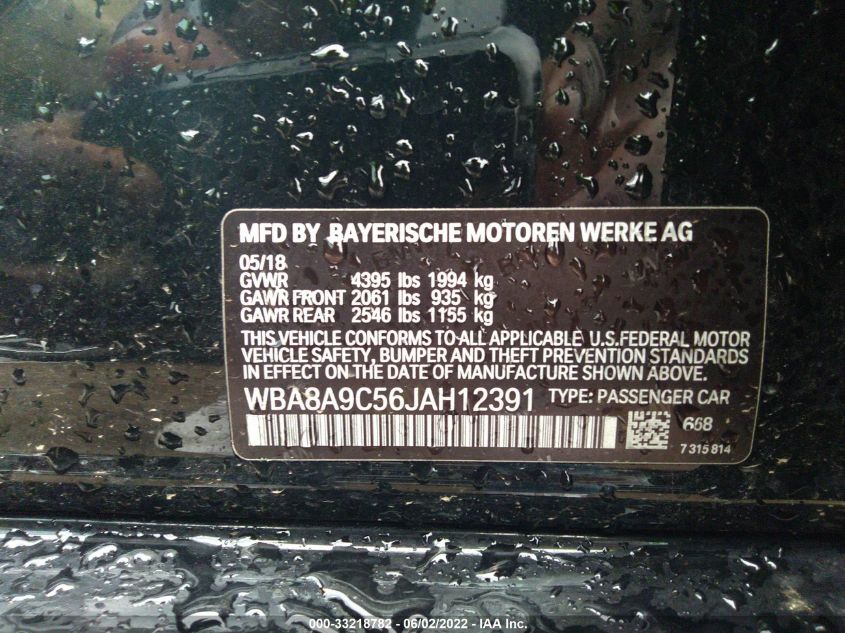 MFD BY BAYERISCHE MOTOREN WERKE AG
05/18
GVWR 4395 lbs 1994 kg
GAWR FRONT 2061 lbs 935 kg
GAWR REAR 2546 lbs 1155 kg
THIS VEHICLE CONFORMS TO ALL APPLICABLE U.S.FEDERAL MOTOR
VEHICLE SAFETY, BUMPER AND THEFT PREVENTION STANDARDS
IN EFFECT ON THE DATE OF MANUFACTURE SHOWN ABOVE.
WBA8A9C56JAH12391 TYPE: PASSENGER CAR
668
7 315 814
000-33218782 - 06/02/2022 - IAA Inc.